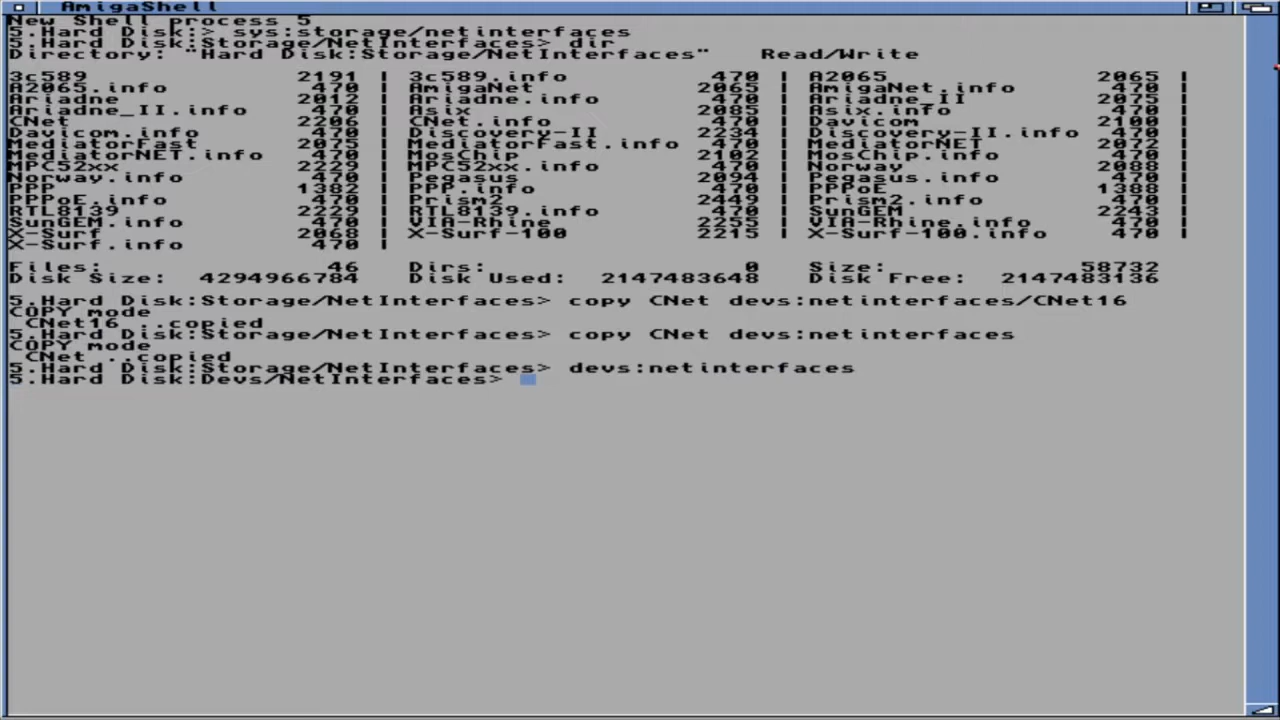 AmigaShell
New Shell process 5
5.Hard Disk:> sys:storage/netinterfaces
5.Hard Disk:Storage/NetInterfaces> dir
Directory: "Hard Disk:Storage/NetInterfaces" Read/Write
3c589 2191 | 3c589.info 470 | A2065 2065 |
A2065.info 470 | AmigaNet 2065 | AmigaNet.info 470 |
Ariadne 2012 | Ariadne.info 470 | Ariadne_II 2075 |
Ariadne_II.info 470 | Asix 2085 | Asix.info 470 |
CNet 2206 | CNet.info 470 | Davicom 2100 |
Davicom.info 470 | Discovery-II 2234 | Discovery-II.info 470 |
MediatorFast 2075 | MediatorFast.info 470 | MediatorNET 2072 |
MediatorNET.info 470 | MosChip 2102 | MosChip.info 470 |
MPC52xx 2229 | MPC52xx.info 470 | Norway 2088 |
Norway.info 470 | Pegasus 2094 | Pegasus.info 470 |
PPP 1382 | PPP.info 470 | PPPoE 1388 |
PPPoE.info 470 | Prism2 2449 | Prism2.info 470 |
RTL8139 2229 | RTL8139.info 470 | SunGEM 2243 |
SunGEM.info 470 | VIA-Rhine 2255 | VIA-Rhine.info 470 |
X-Surf 2068 | X-Surf-100 2215 | X-Surf-100.info 470 |
X-Surf.info 470 |
Files: 46 Dirs: 0 Size: 58732
Disk Size: 4294966784 Disk Used: 2147483648 Disk Free: 2147483136
5.Hard Disk:Storage/NetInterfaces> copy CNet devs:netinterfaces/CNet16
COPY mode
CNet16 ..copied
5.Hard Disk:Storage/NetInterfaces> copy CNet devs:netinterfaces
COPY mode
CNet ..copied
5.Hard Disk:Storage/NetInterfaces> devs:netinterfaces
5.Hard Disk:Devs/NetInterfaces>